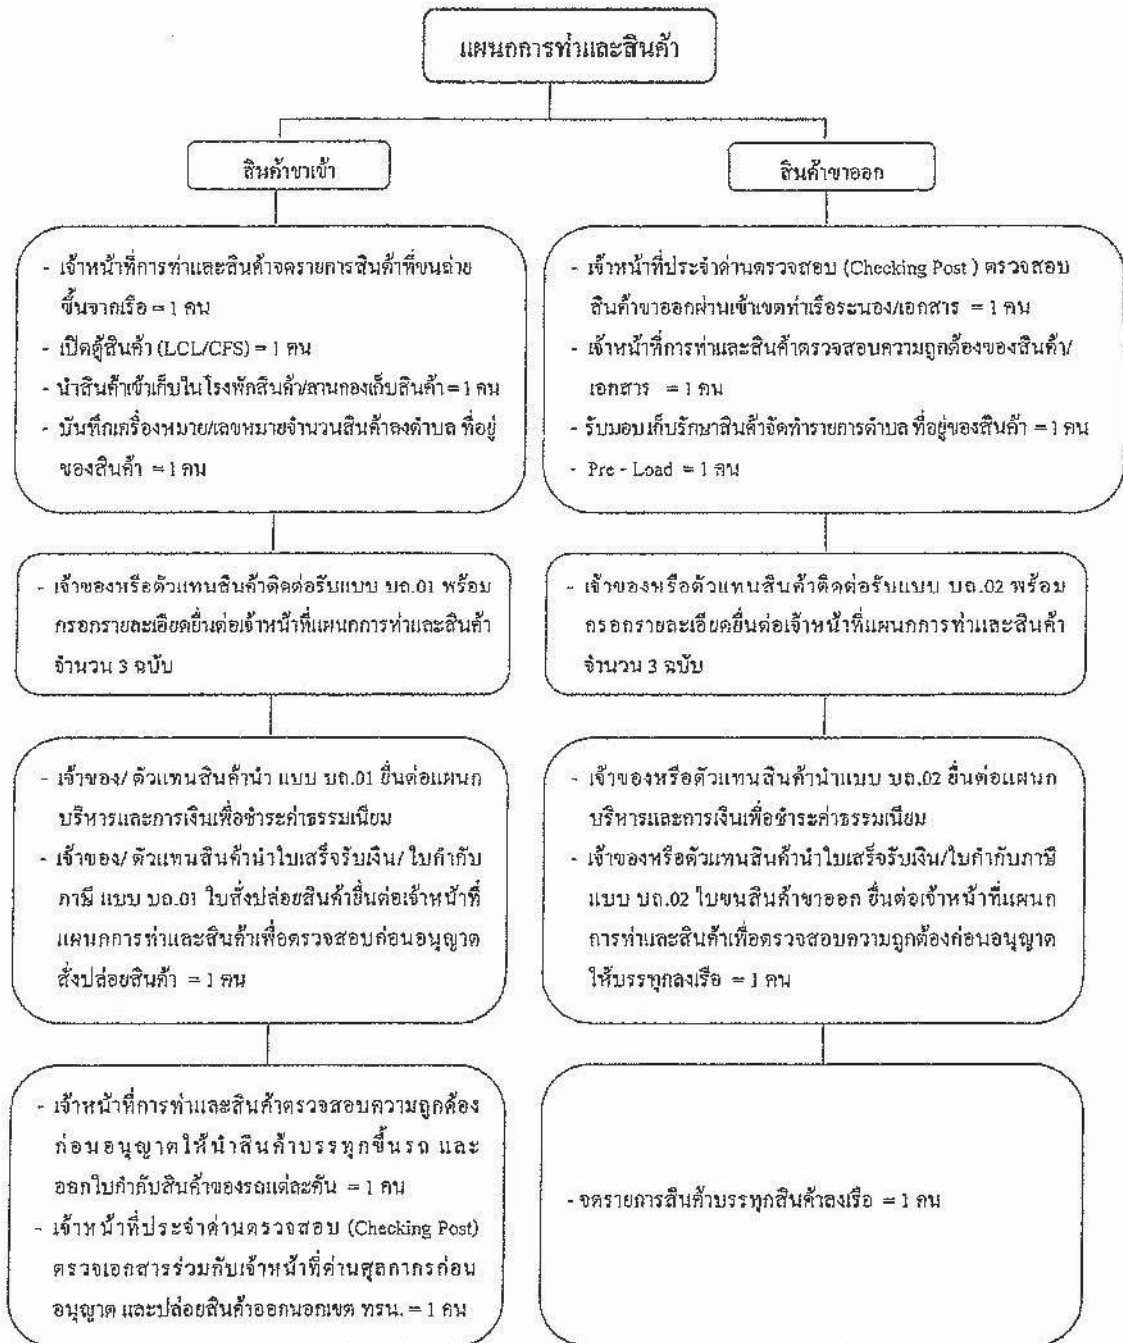 แผนกการท่าและสินค้า
สินค้าขาเข้า
- เจ้าหน้าที่การท่าและสินค้าจดรายการสินค้าที่ขนถ่าย
ขึ้นจากเรือ = 1 คน
- เปิดตู้สินค้า (LCL/CFS) = 1 คน
- นำสินค้าเข้าเก็บในโรงพักสินค้า/ลานกองเก็บสินค้า = 1 คน
- บันทึกเครื่องหมาย/เลขหมายจำนวนสินค้าลงตำบล ที่อยู่
ของสินค้า = 1 คน
- เจ้าของหรือตัวแทนสินค้าติดต่อรับแบบ บถ.01 พร้อม
กรอกรายละเอียดยื่นต่อเจ้าหน้าที่แผนกการท่าและสินค้า
จำนวน 3 ฉบับ
- เจ้าของ/ ตัวแทนสินค้านำ แบบ บถ.01 ยื่นต่อแผนก
บริหารและการเงินเพื่อชำระค่าธรรมเนียม
- เจ้าของ/ ตัวแทนสินค้านำใบเสร็จรับเงิน/ ใบกำกับ
ภาษี แบบ บถ.01 ใบสั่งปล่อยสินค้ายื่นต่อเจ้าหน้าที่
แผนกการท่าและสินค้าเพื่อตรวจสอบก่อนอนุญาต
สั่งปล่อยสินค้า = 1 คน
- เจ้าหน้าที่การท่าและสินค้าตรวจสอบความถูกต้อง
ก่อนอนุญาตให้นำสินค้าบรรทุกขึ้นรถ และ
ออกใบกำกับสินค้าของรถแต่ละคัน = 1 คน
- เจ้าหน้าที่ประจำด่านตรวจสอบ (Checking Post)
ตรวจเอกสารร่วมกับเจ้าหน้าที่ด่านศุลกากรก่อน
อนุญาต และปล่อยสินค้าออกนอกเขต ทรน. = 1 คน
สินค้าขาออก
- เจ้าหน้าที่ประจำด่านตรวจสอบ (Checking Post ) ตรวจสอบ
สินค้าขาออกผ่านเข้าเขตท่าเรือระนอง/เอกสาร = 1 คน
- เจ้าหน้าที่การท่าและสินค้าตรวจสอบความถูกต้องของสินค้า/
เอกสาร = 1 คน
- รับมอบเก็บรักษาสินค้าจัดทำรายการตำบล ที่อยู่ของสินค้า = 1 คน
- Pre - Load = 1 คน
- เจ้าของหรือตัวแทนสินค้าติดต่อรับแบบ บถ.02 พร้อม
กรอกรายละเอียดยื่นต่อเจ้าหน้าที่แผนกการท่าและสินค้า
จำนวน 3 ฉบับ
- เจ้าของหรือตัวแทนสินค้านำแบบ บถ.02 ยื่นต่อแผนก
บริหารและการเงินเพื่อชำระค่าธรรมเนียม
- เจ้าของหรือตัวแทนสินค้านำใบเสร็จรับเงิน/ใบกำกับภาษี
แบบ บถ.02 ใบขนสินค้าขาออก ยื่นต่อเจ้าหน้าที่แผนก
การท่าและสินค้าเพื่อตรวจสอบความถูกต้องก่อนอนุญาต
ให้บรรทุกลงเรือ = 1 คน
- จดรายการสินค้าบรรทุกสินค้าลงเรือ = 1 คน